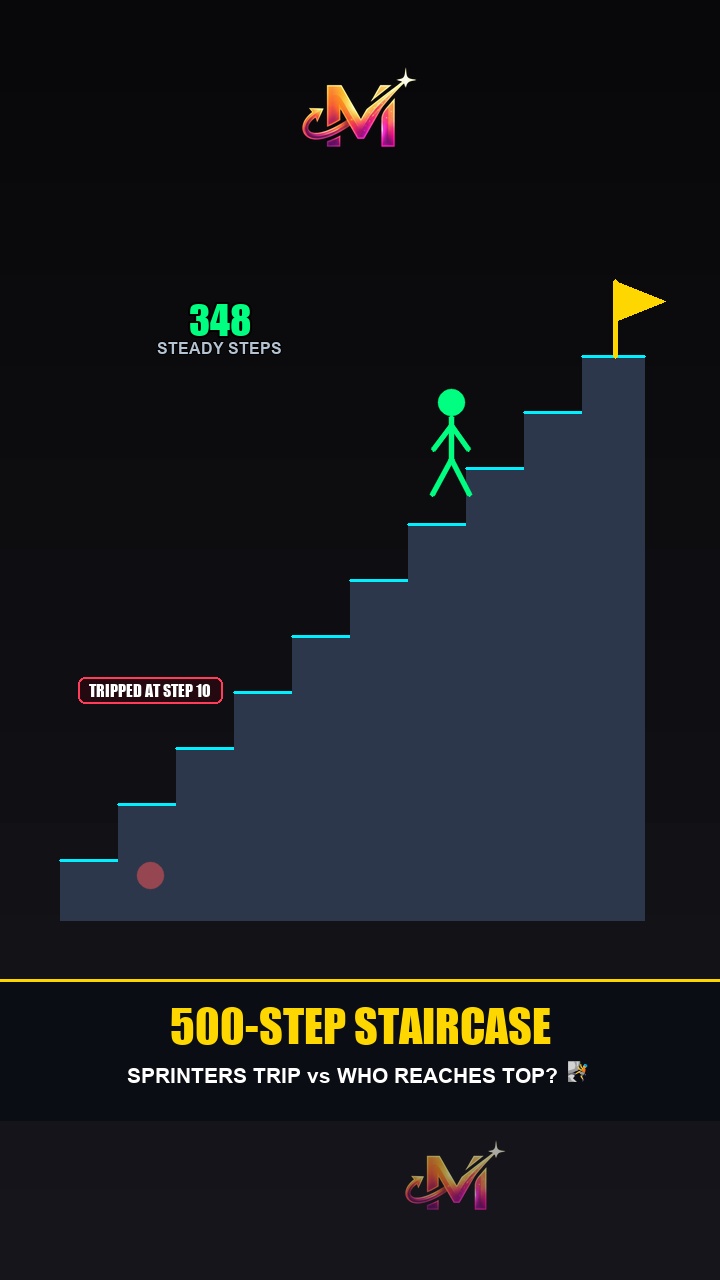 M
348
STEADY STEPS
TRIPPED AT STEP 10
500-STEP STAIRCASE
SPRINTERS TRIP vs WHO REACHES TOP?
M